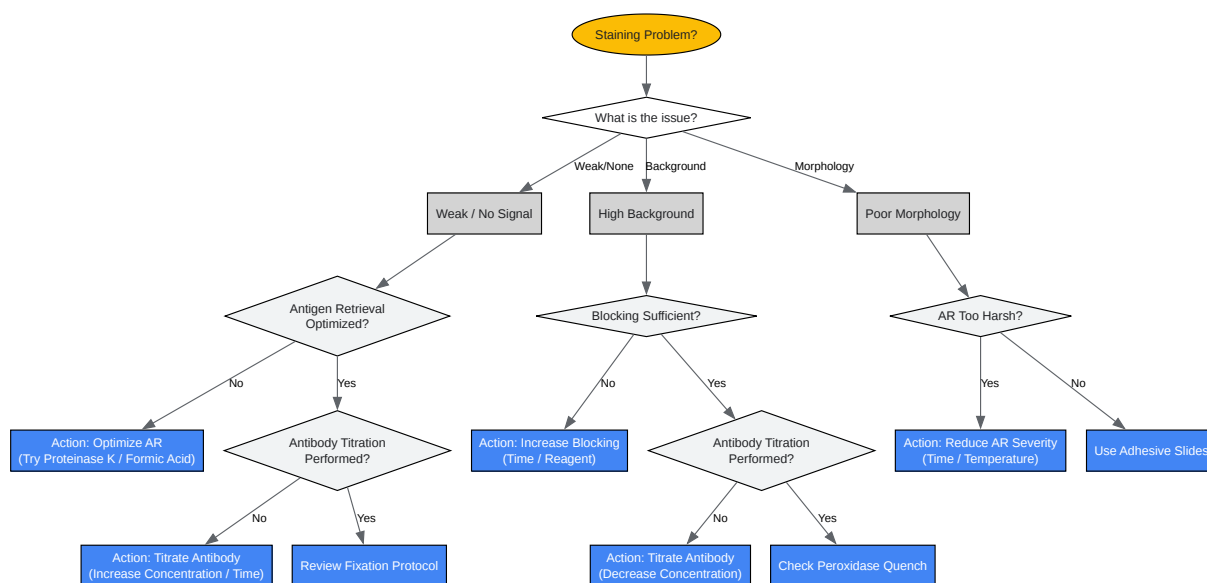 Staining Problem?
What is the issue?
Weak/None
Background
Morphology
Weak / No Signal
High Background
Poor Morphology
Antigen Retrieval
Optimized?
Blocking Sufficient?
AR Too Harsh?
No
Yes
No
Yes
Yes
No
Action: Optimize AR
(Try Proteinase K / Formic Acid)
Antibody Titration
Performed?
Action: Increase Blocking
(Time / Reagent)
Antibody Titration
Performed?
Action: Reduce AR Severity
(Time / Temperature)
Use Adhesive Slides
No
Yes
No
Yes
Action: Titrate Antibody
(Increase Concentration / Time)
Review Fixation Protocol
Action: Titrate Antibody
(Decrease Concentration)
Check Peroxidase Quench